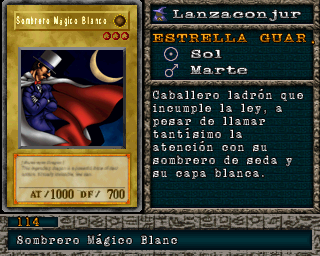 Sombrero Mágico Blanco
AT/1000 DF/ 700
Lanzaconjur
ESTRELLA GUAR.
Sol
Marte
Caballero ladrón que
incumple la ley, a
pesar de llamar
tantísimo la
atención con su
sombrero de seda y
su capa blanca.
114
Sombrero Mágico Blanc